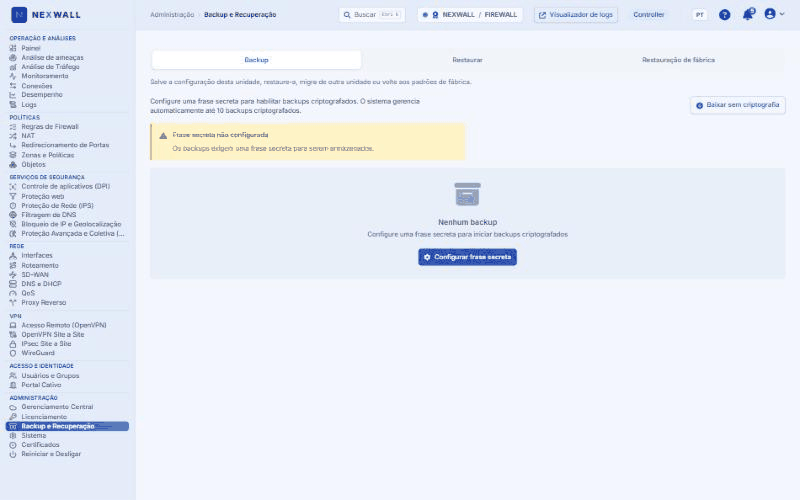 NEXWALL
Administração > Backup e Recuperação
Buscar Ctrl K
NEXWALL / FIREWALL
Visualizador de logs
Controller
PT
OPERAÇÃO E ANÁLISES
Painel
Análise de ameaças
Análise de Tráfego
Monitoramento
Conexões
Desempenho
Logs
POLÍTICAS
Regras de Firewall
NAT
Redirecionamento de Portas
Zonas e Políticas
Objetos
SERVIÇOS DE SEGURANÇA
Controle de aplicativos (DPI)
Proteção web
Proteção de Rede (IPS)
Filtragem de DNS
Bloqueio de IP e Geolocalização
Proteção Avançada e Coletiva (...
REDE
Interfaces
Roteamento
SD-WAN
DNS e DHCP
QoS
Proxy Reverso
VPN
Acesso Remoto (OpenVPN)
OpenVPN Site a Site
IPsec Site a Site
WireGuard
ACESSO E IDENTIDADE
Usuários e Grupos
Portal Cativo
ADMINISTRAÇÃO
Gerenciamento Central
Licenciamento
Backup e Recuperação
Sistema
Certificados
Reiniciar e Desligar
Backup
Restaurar
Restauração de fábrica
Salve a configuração desta unidade, restaure-a, migre de outra unidade ou volte aos padrões de fábrica.
Configure uma frase secreta para habilitar backups criptografados. O sistema gerencia
automaticamente até 10 backups criptografados.
Baixar sem criptografia
Frase secreta não configurada
Os backups exigem uma frase secreta para serem armazenados.
Nenhum backup
Configure uma frase secreta para iniciar backups criptografados
Configurar frase secreta